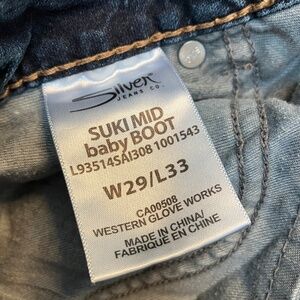 Silver
JEANS CO.
SUKI MID
baby BOOT
L93514SAI308 1001543
W29/L33
CA00508
WESTERN GLOVE WORKS
MADE IN CHINA/
FABRIQUE EN CHINE